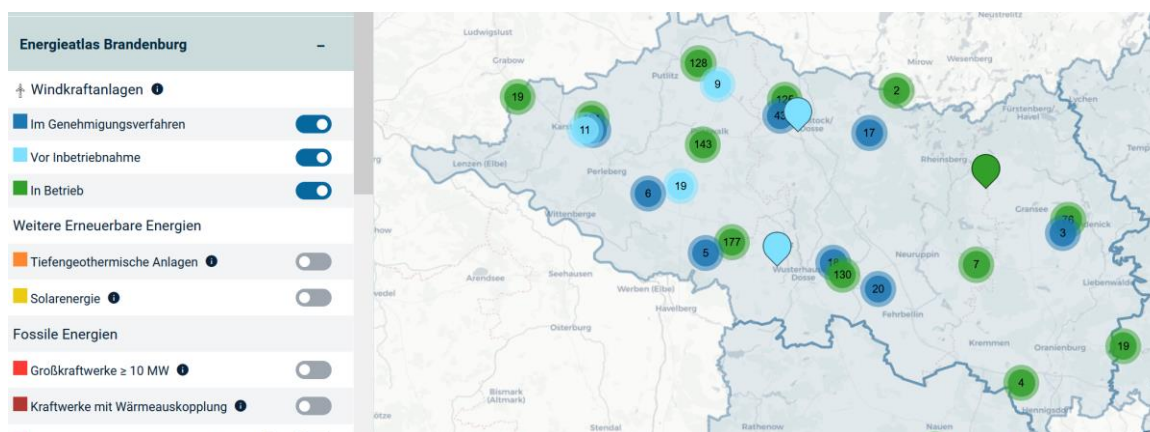 Energieatlas Brandenburg –
Windkraftanlagen
Im Genehmigungsverfahren
Vor Inbetriebnahme
In Betrieb
Weitere Erneuerbare Energien
Tiefengeothermische Anlagen
Solarenergie
Fossile Energien
Großkraftwerke ≥ 10 MW
Kraftwerke mit Wärmeauskopplung
Neustrelitz
Ludwigslust
Mirow
Wesenberg
Grabow
128
Putlitz
9
2
19
Lychen
Fürstenberg/
Havel
43
11
17
143
Rheinsberg
Lenzen (Elbe)
Perleberg
6
19
Gransee
76
3
Wittenberge
177
5
Neuruppin
7
18
Dosse
130
20
Liebenwalde
Arendsee
Seehausen
Werben (Elbe)
Havelberg
Fehrbellin
Osterburg
Kremmen
Oranienburg
19
4
Bismark
(Altmark)
Hennigsdorf
Stendal
Rathenow
Nauen